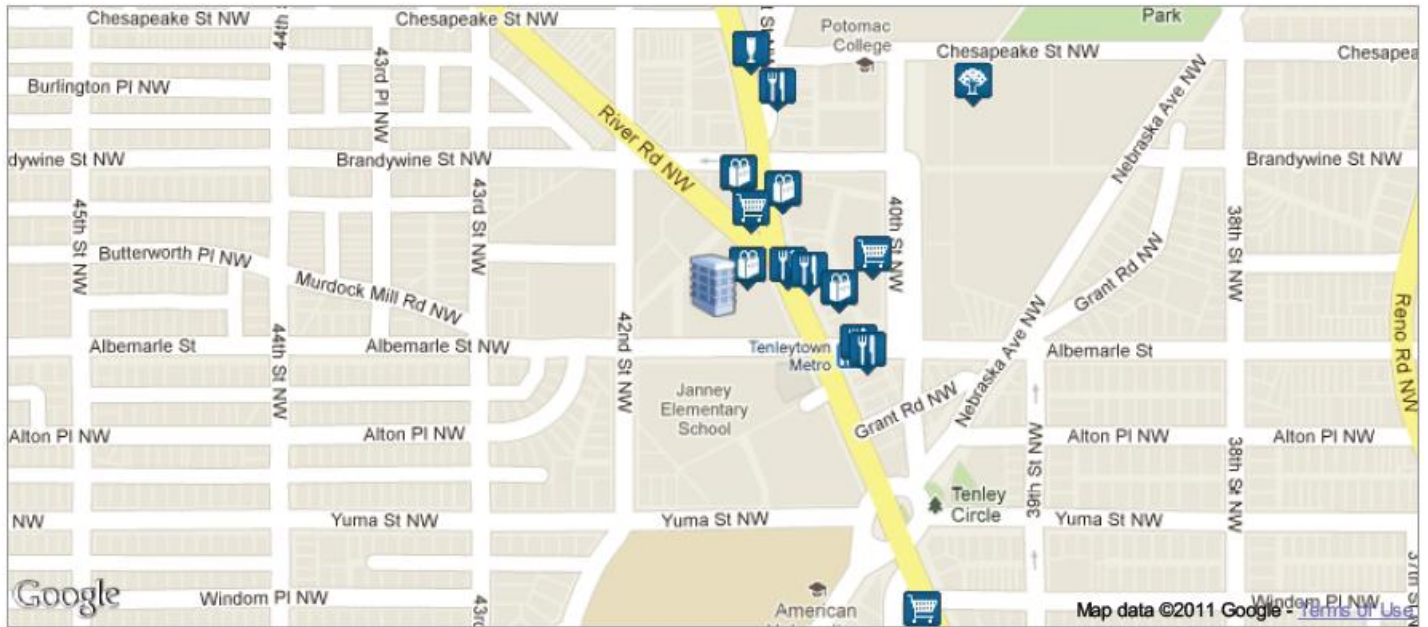 Chesapeake St NW
44th
Potomac
College
Park
Chesapeake St NW
Chesapea
43rd Pl NW
Burlington Pl NW
River Rd NW
Nebraska Ave NW
dywine St NW
Brandywine St NW
Brandywine St NW
45th St NW
43rd St NW
40th St NW
38th St NW
Butterworth Pl NW
Murdock Mill Rd NW
Grant Rd NW
Reno Rd NW
44th St NW
42nd St NW
Albemarle St
Albemarle St NW
Tenleytown
Metro
Albemarle St
Nebraska Ave NW
Janney
Elementary
School
Grant Rd NW
Alton Pl NW
Alton Pl NW
Alton Pl NW
Alton Pl NW
39th St NW
38th St NW
Tenley
Circle
NW
Yuma St NW
Yuma St NW
Yuma St NW
37th S
Google
Windom Pl NW
43rd
American
Windom Pl NW
Map data ©2011 Google - Terms of Use